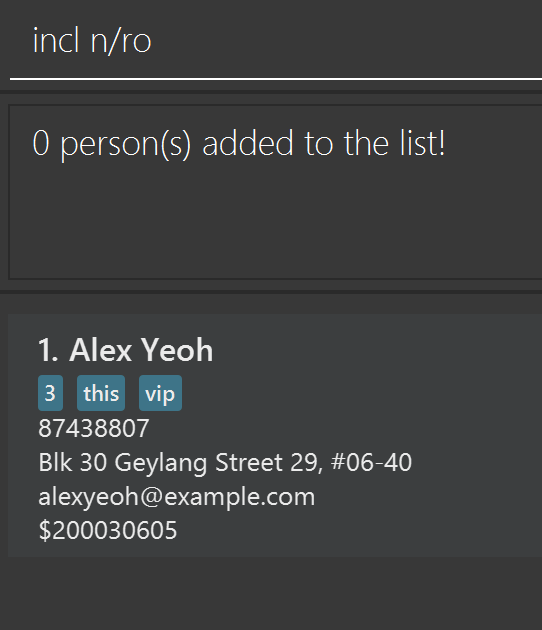 incl n/ro
0 person(s) added to the list!
1. Alex Yeoh
3 this vip
87438807
Blk 30 Geylang Street 29, #06-40
alexyeoh@example.com
$200030605